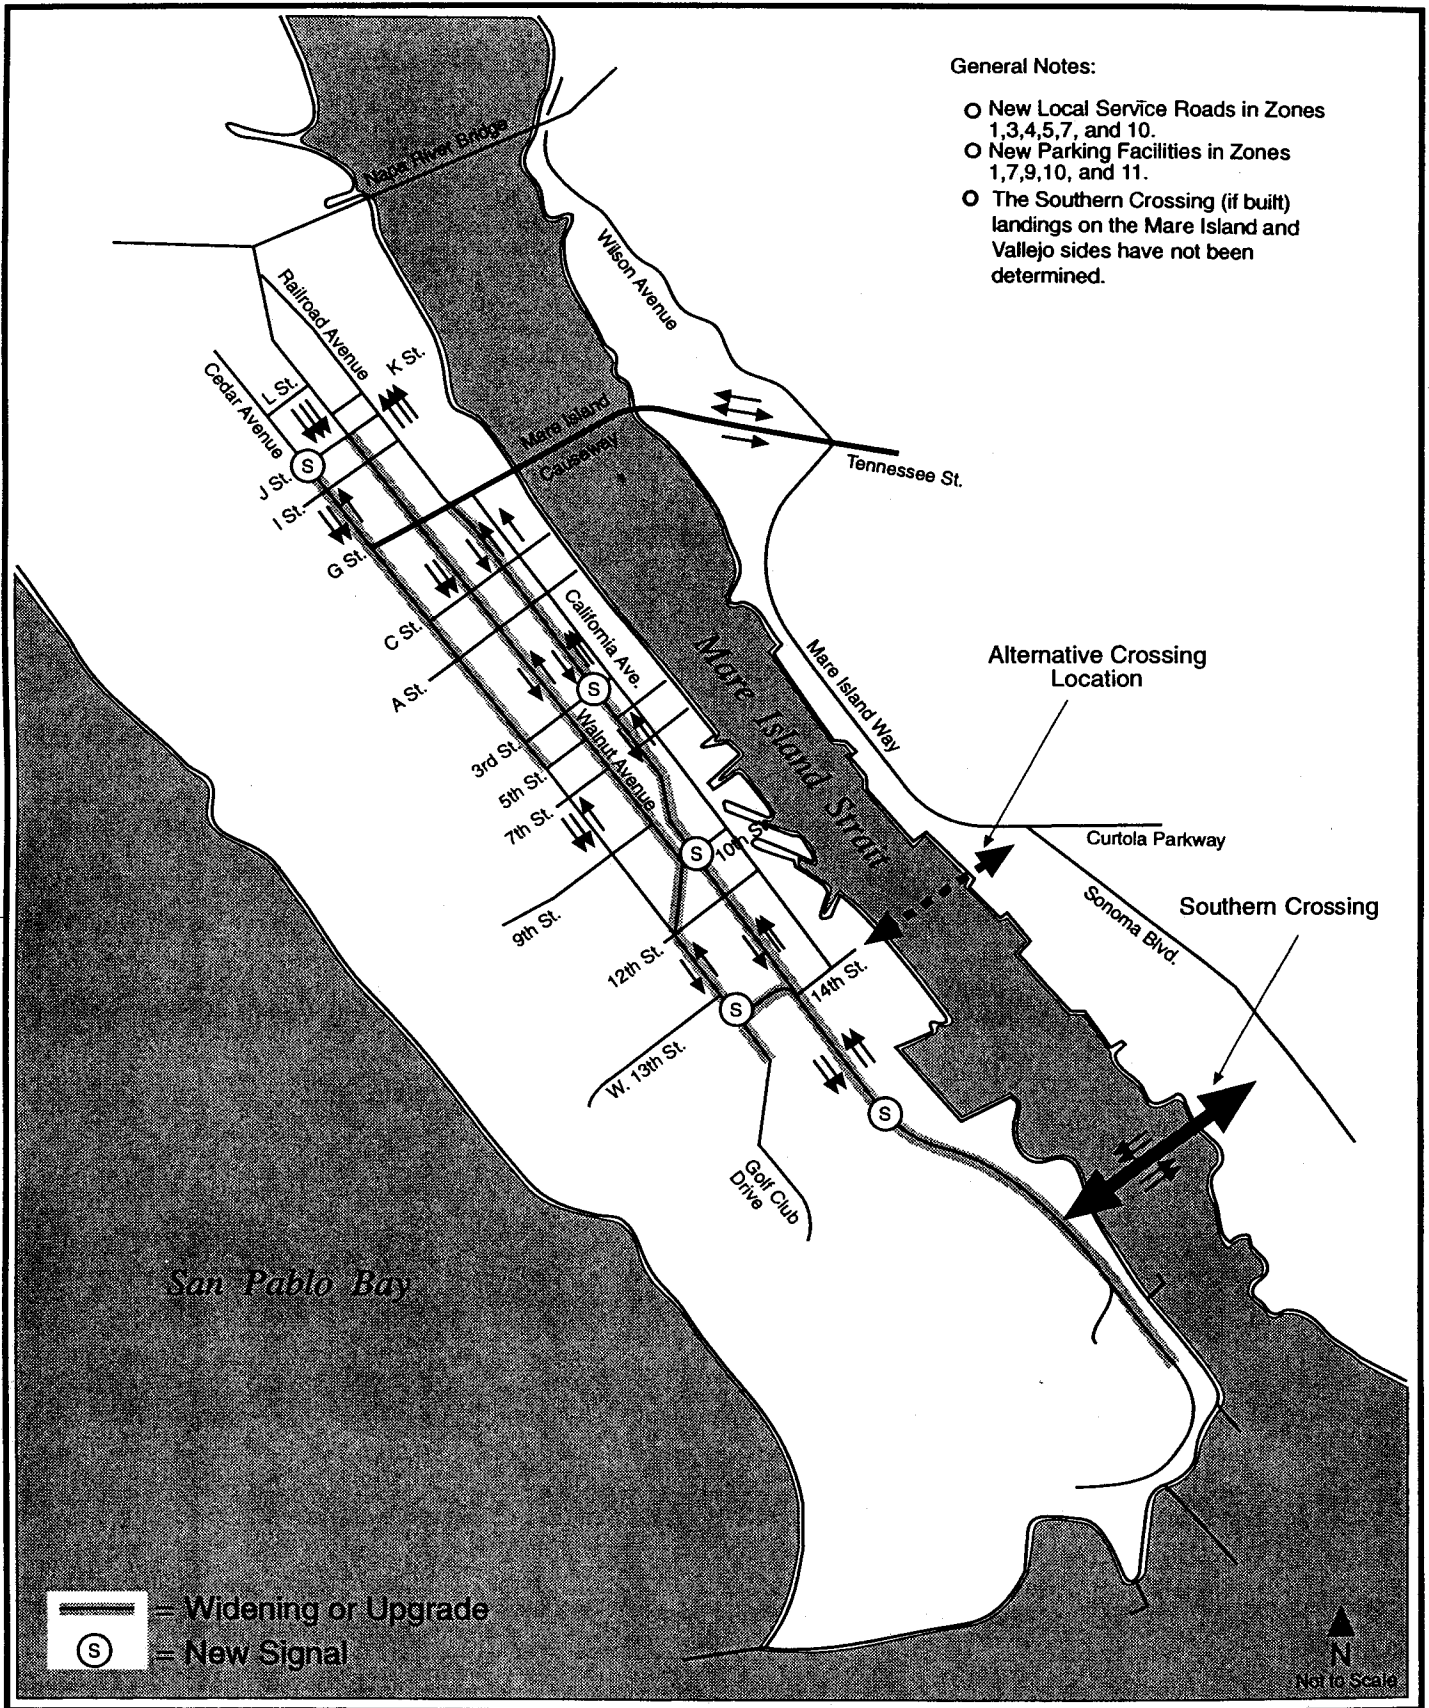 General Notes:
New Local Service Roads in Zones
1,3,4,5,7, and 10.
New Parking Facilities in Zones
1,7,9,10, and 11.
The Southern Crossing (if built)
landings on the Mare Island and
Vallejo sides have not been
determined.
Napa River Bridge
Wilson Avenue
Railroad Avenue
K St.
L St.
Cedar Avenue
Mare Island
Causeway
Tennessee St.
S
J St.
I St.
G St.
C St.
A St.
California Ave.
Mare Island Strait
Mare Island Way
Alternative Crossing
Location
S
3rd St.
Walnut Avenue
5th St.
7th St.
S
10th St
Curtola Parkway
Sonoma Blvd.
Southern Crossing
9th St.
12th St.
14th St.
S
W. 13th St.
S
Golf Club
Drive
San Pablo Bay
= Widening or Upgrade
S
= New Signal
N
Not to Scale